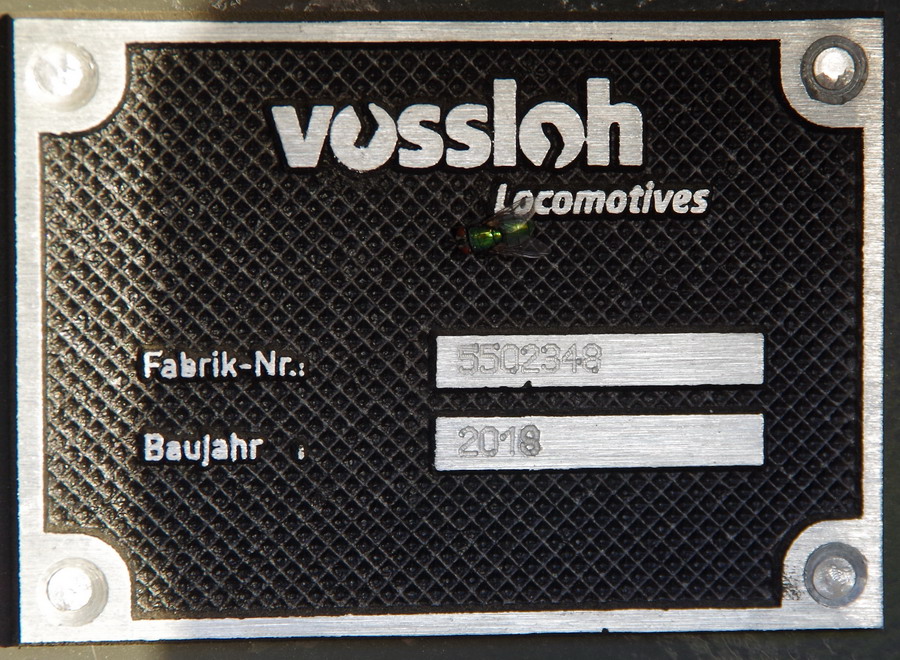 vossloh
Locomotives
Fabrik-Nr.: 5502348
Baujahr : 2018